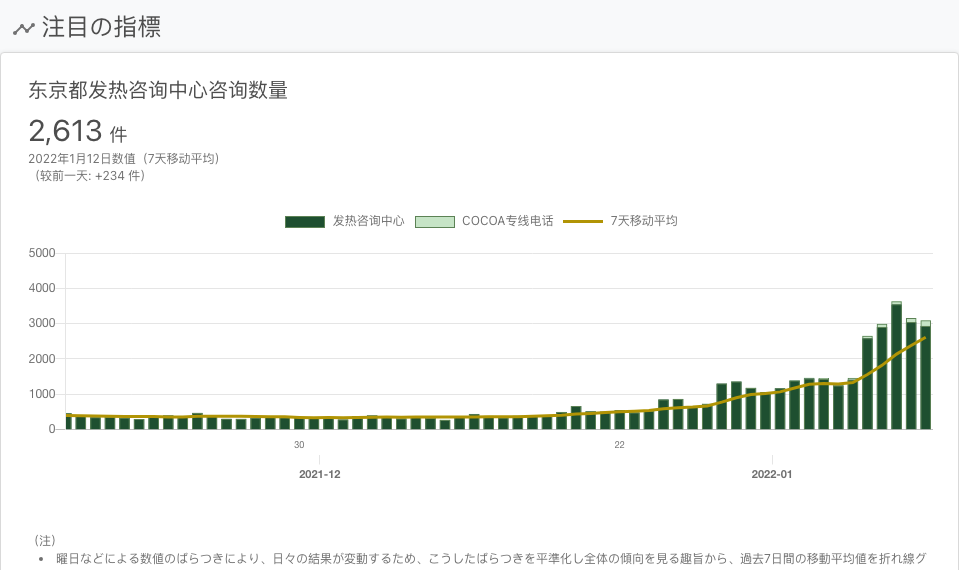 注目の指標
东京都发热咨询中心咨询数量
2,613 件
2022年1月12日数值（7天移动平均）
（较前一天: +234 件）
发热咨询中心 COCOA专线电话 7天移动平均
5000
4000
3000
2000
1000
0
30 22
2021-12 2022-01
（注）
• 曜日などによる数値のばらつきにより、日々の結果が変動するため、こうしたばらつきを平準化し全体の傾向を見る趣旨から、過去7日間の移動平均値を折れ線グ